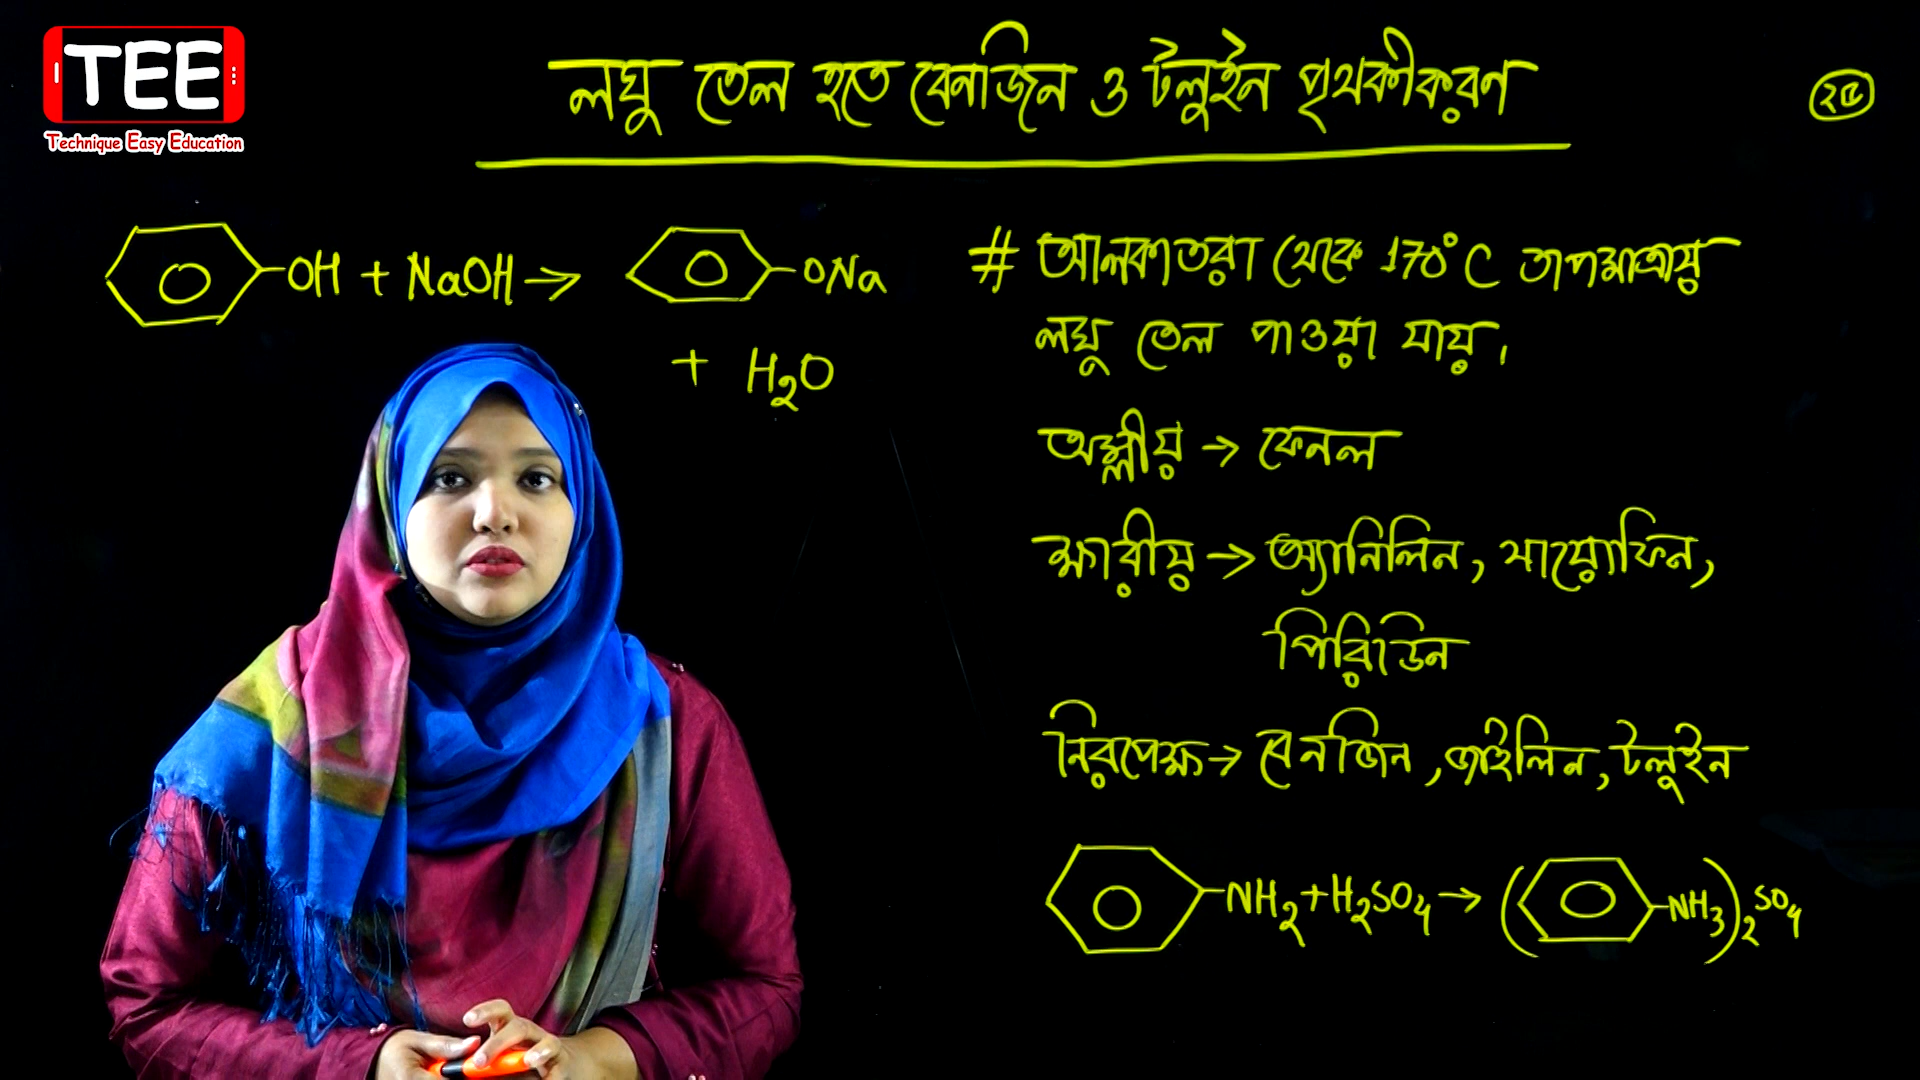 TEE
Technique Easy Education
লঘু তেল হতে বেনজিন ও টলুইন পৃথকীকরণ
২৫
OH + NaOH → ONa
+ H₂O
# আলকাতরা থেকে 170°C তাপমাত্রায়
লঘু তেল পাওয়া যায়।
অম্লীয় → ফেনল
ক্ষারীয় → অ্যানিলিন, থায়োফিন,
পিরিডিন
নিরপেক্ষ → বেনজিন, জাইলিন, টলুইন
NH₂ + H₂SO₄ → ( NH₃)₂SO₄